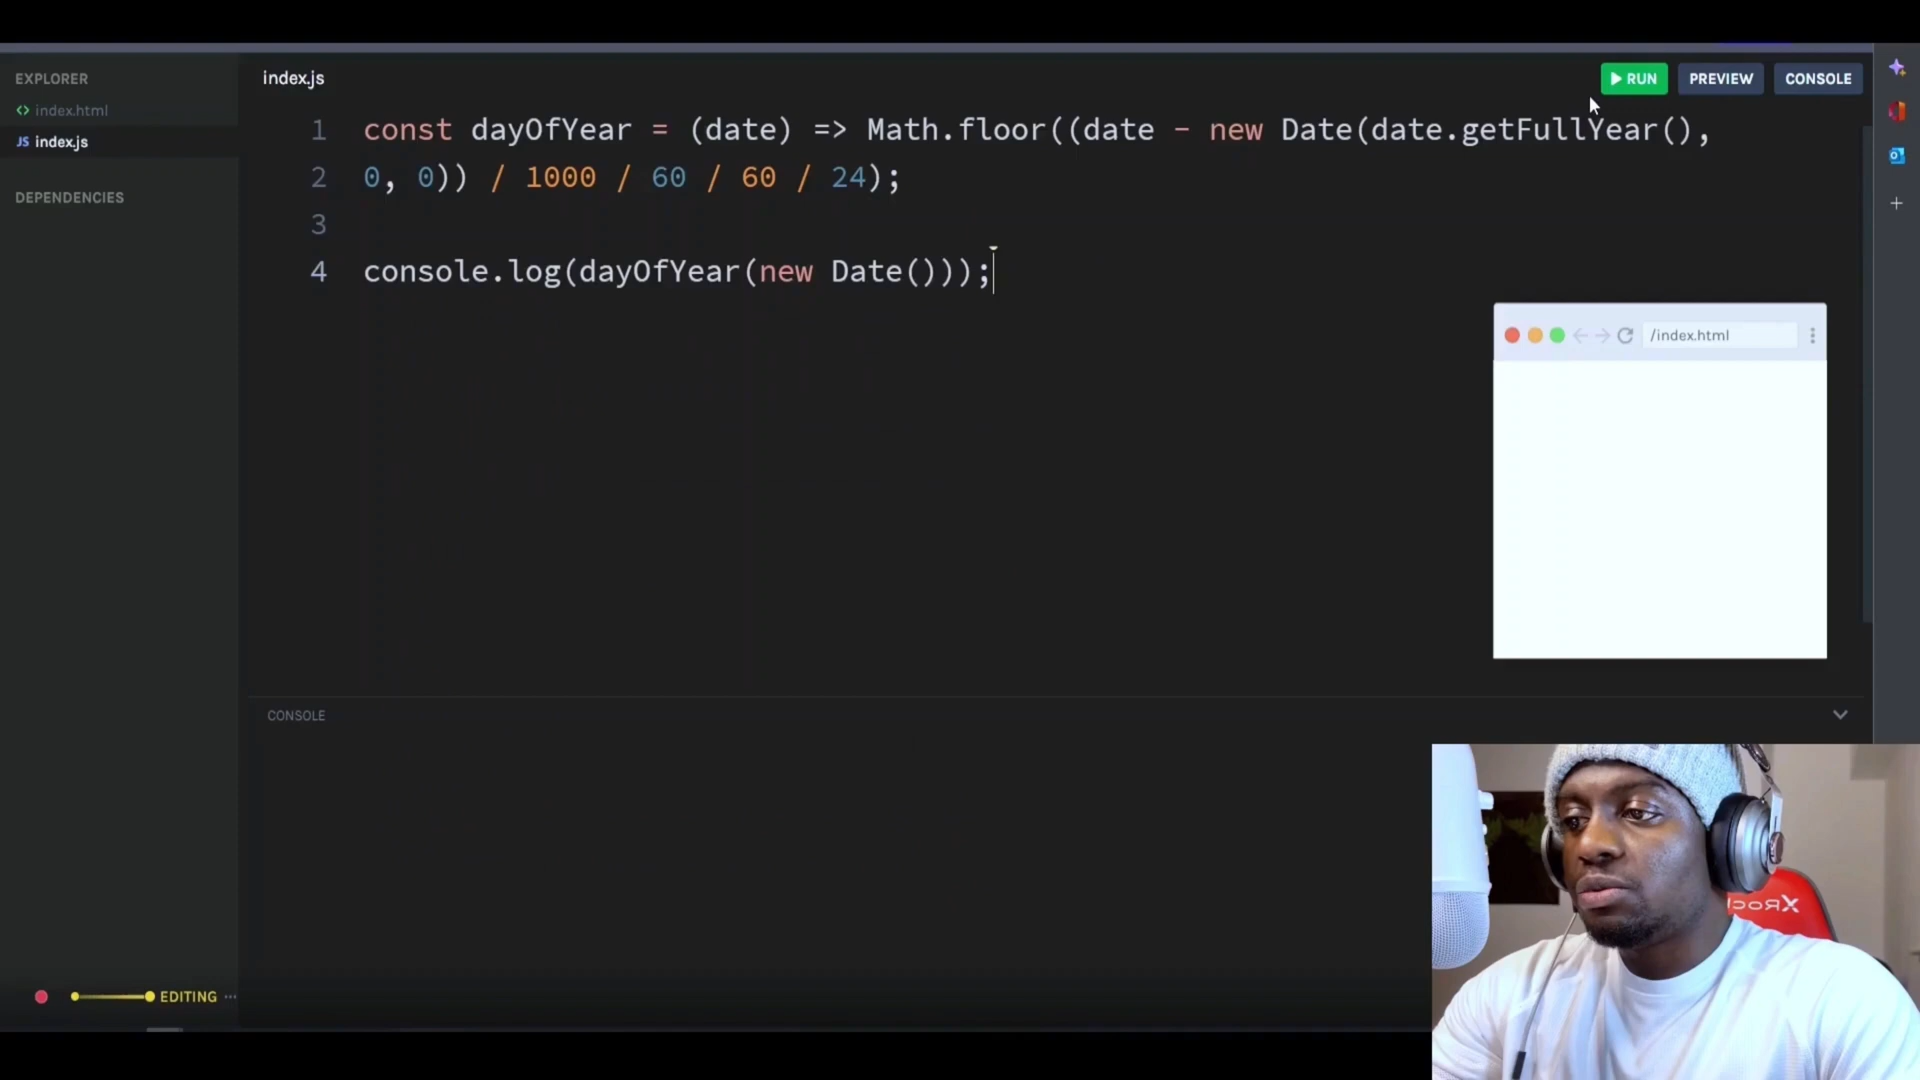 EXPLORER
index.html
JS index.js
DEPENDENCIES
index.js
RUN
PREVIEW
CONSOLE
1 const dayOfYear = (date) => Math.floor((date - new Date(date.getFullYear(),
2 0, 0)) / 1000 / 60 / 60 / 24);
3
4 console.log(dayOfYear(new Date()));
/index.html
CONSOLE
EDITING ...